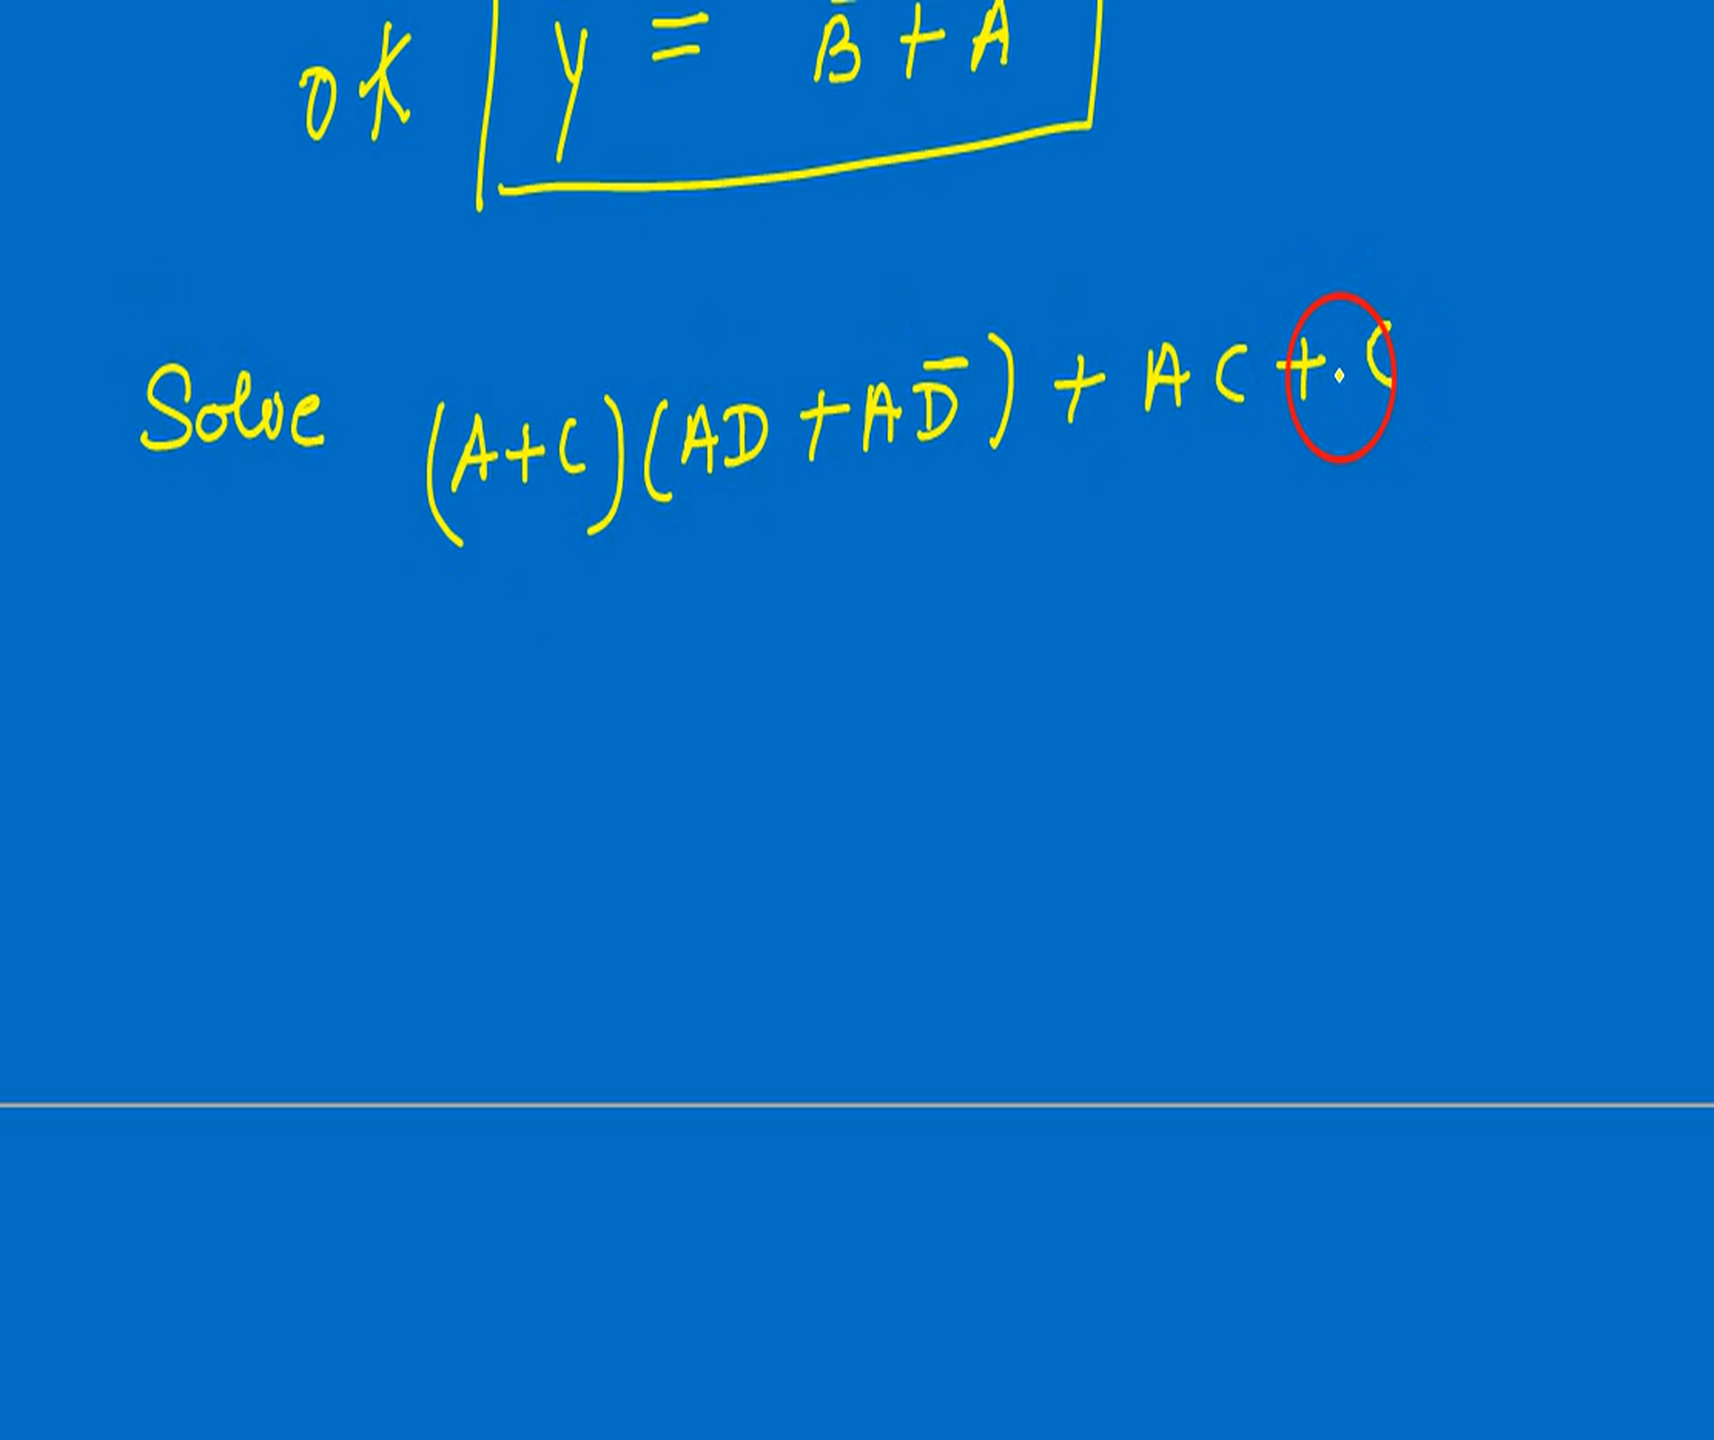 ok y = B̅ + A
Solve (A+C)(AD + AD̅) + AC + C